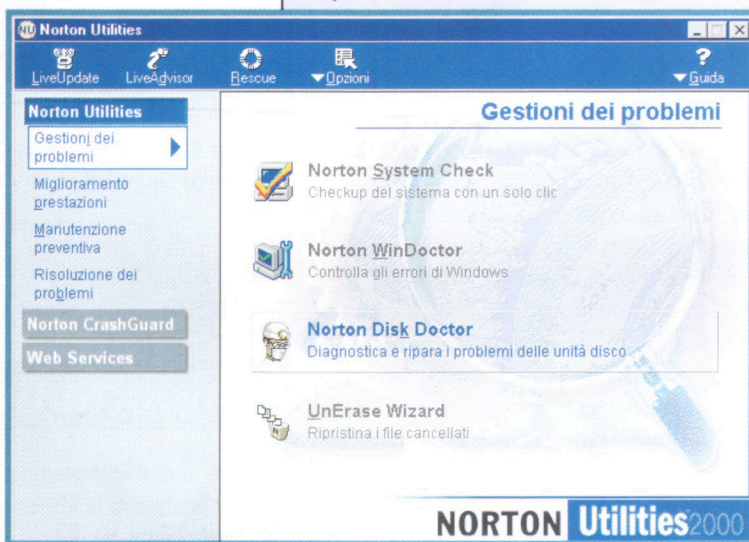 Norton Utilities
LiveUpdate LiveAdvisor Rescue Opzioni ? Guida
Norton Utilities
Gestioni dei
problemi
Miglioramento
prestazioni
Manutenzione
preventiva
Risoluzione dei
problemi
Norton CrashGuard
Web Services
Gestioni dei problemi
Norton System Check
Checkup del sistema con un solo clic
Norton WinDoctor
Controlla gli errori di Windows
Norton Disk Doctor
Diagnostica e ripara i problemi delle unità disco
UnErase Wizard
Ripristina i file cancellati
NORTON Utilities 2000